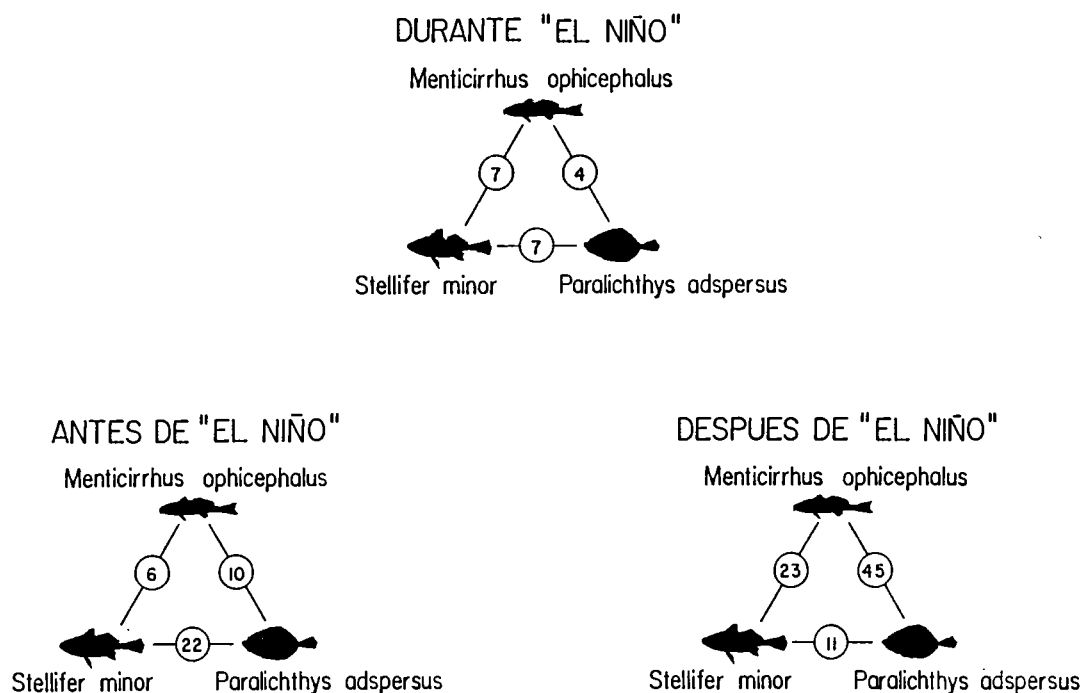 DURANTE "EL NIÑO"
Menticirrhus ophicephalus
7
4
7
Stellifer minor
Paralichthys adspersus
ANTES DE "EL NIÑO"
Menticirrhus ophicephalus
6
10
22
Stellifer minor
Paralichthys adspersus
DESPUES DE "EL NIÑO"
Menticirrhus ophicephalus
23
45
11
Stellifer minor
Paralichthys adspersus